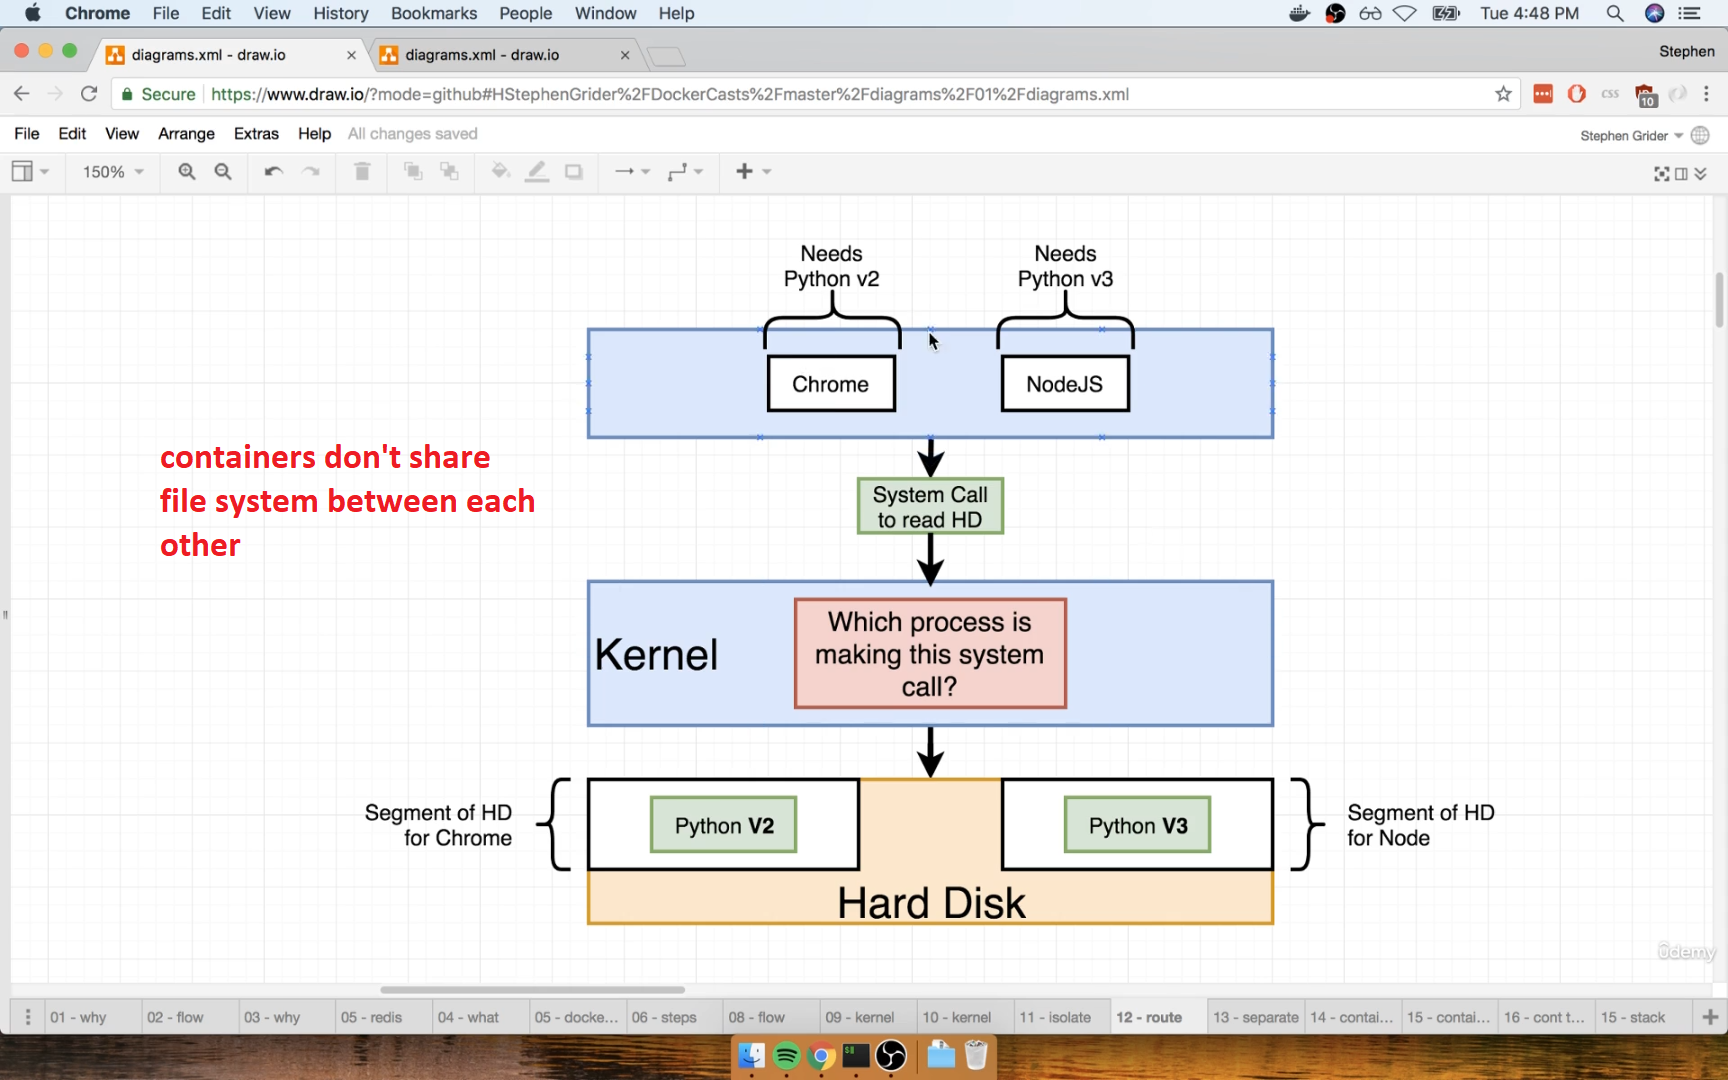 Chrome File Edit View History Bookmarks People Window Help Tue 4:48 PM
diagrams.xml - draw.io diagrams.xml - draw.io Stephen
Secure https://www.draw.io/?mode=github#HStephenGrider%2FDockerCasts%2Fmaster%2Fdiagrams%2F01%2Fdiagrams.xml css 10
File Edit View Arrange Extras Help All changes saved Stephen Grider
150%
Needs
Python v2
Needs
Python v3
Chrome NodeJS
containers don't share
file system between each
other
System Call
to read HD
Kernel
Which process is
making this system
call?
Segment of HD
for Chrome
Python V2
Python V3
Segment of HD
for Node
Hard Disk
ûdemy
01 - why 02 - flow 03 - why 05 - redis 04 - what 05 - docke... 06 - steps 08 - flow 09 - kernel 10 - kernel 11 - isolate 12 - route 13 - separate 14 - contai... 15 - contai... 16 - cont t... 15 - stack